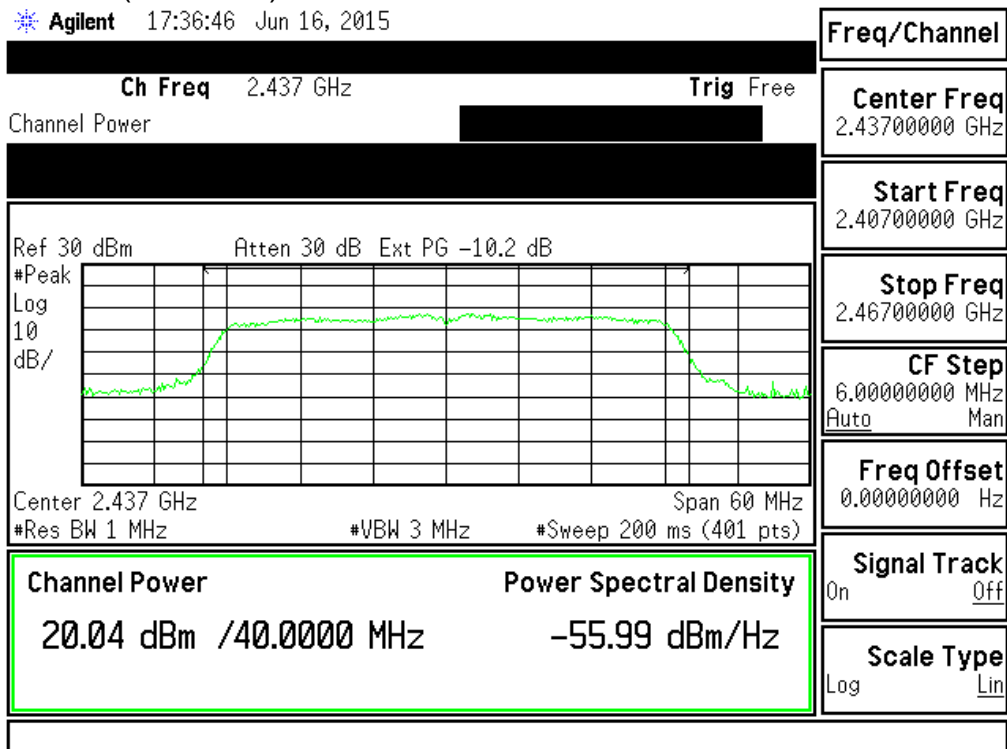 Agilent 17:36:46 Jun 16, 2015
Freq/Channel
Ch Freq 2.437 GHz Trig Free
Channel Power
Center Freq
2.43700000 GHz
Start Freq
2.40700000 GHz
Stop Freq
2.46700000 GHz
CF Step
6.00000000 MHz
Auto Man
Freq Offset
0.00000000 Hz
Signal Track
On Off
Scale Type
Log Lin
Ref 30 dBm Atten 30 dB Ext PG -10.2 dB
#Peak
Log
10
dB/
Center 2.437 GHz Span 60 MHz
#Res BW 1 MHz #VBW 3 MHz #Sweep 200 ms (401 pts)
Channel Power Power Spectral Density
20.04 dBm /40.0000 MHz -55.99 dBm/Hz